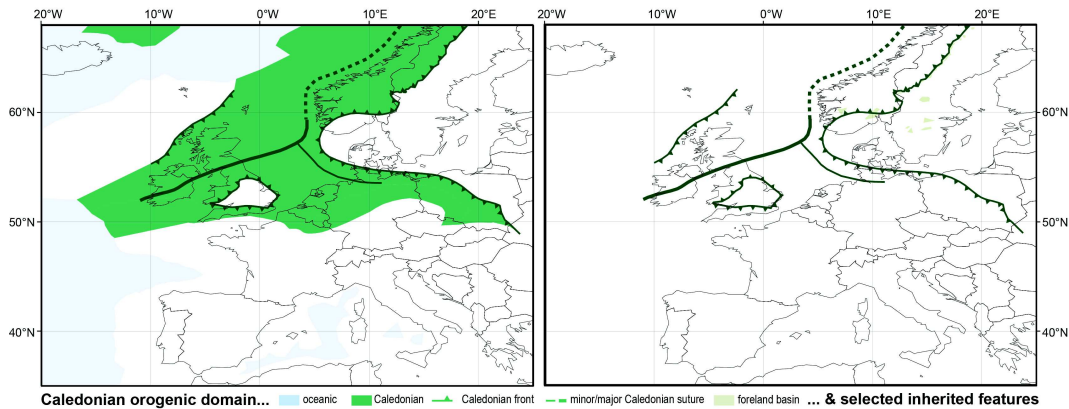 20°W 10°W 0°W 10°E 20°E 10°W 0°W 10°E 20°E
60°N 60°N
50°N 50°N
40°N 40°N
Caledonian orogenic domain... oceanic Caledonian Caledonian front minor/major Caledonian suture foreland basin ... & selected inherited features